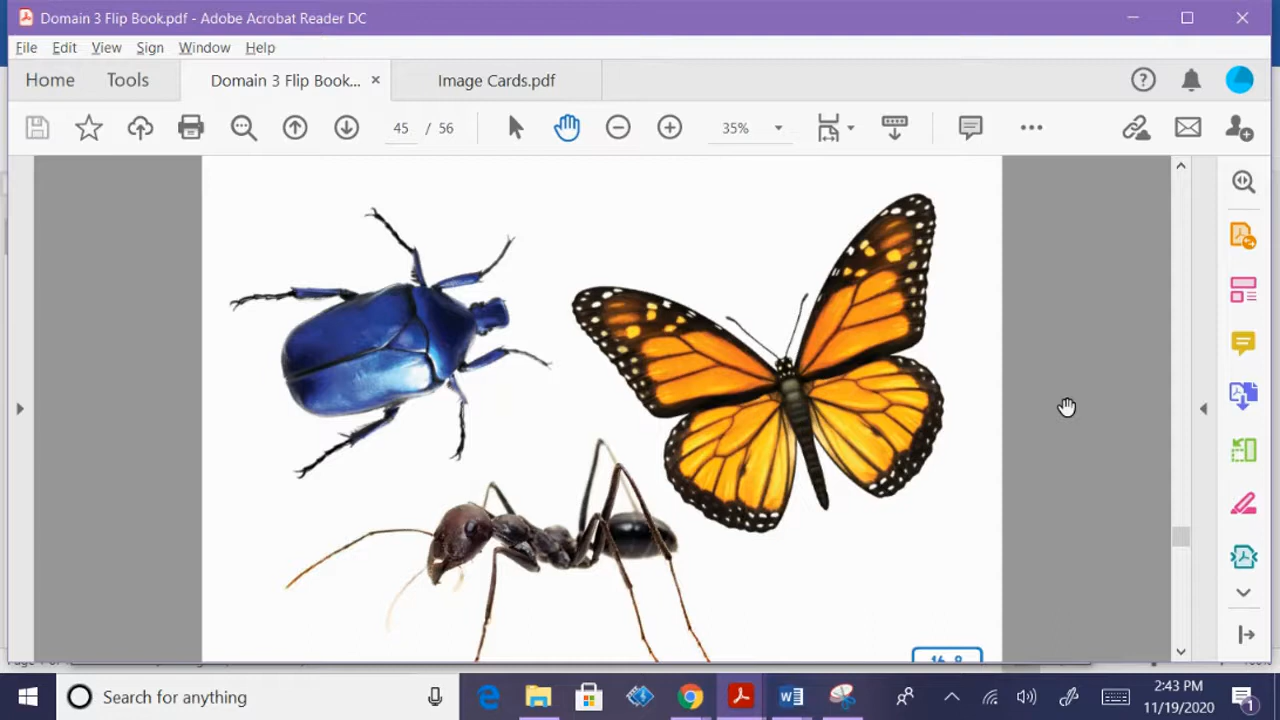 Domain 3 Flip Book.pdf - Adobe Acrobat Reader DC
File Edit View Sign Window Help
Home Tools Domain 3 Flip Book... × Image Cards.pdf
45 / 56 35%
Search for anything
2:43 PM
11/19/2020
1